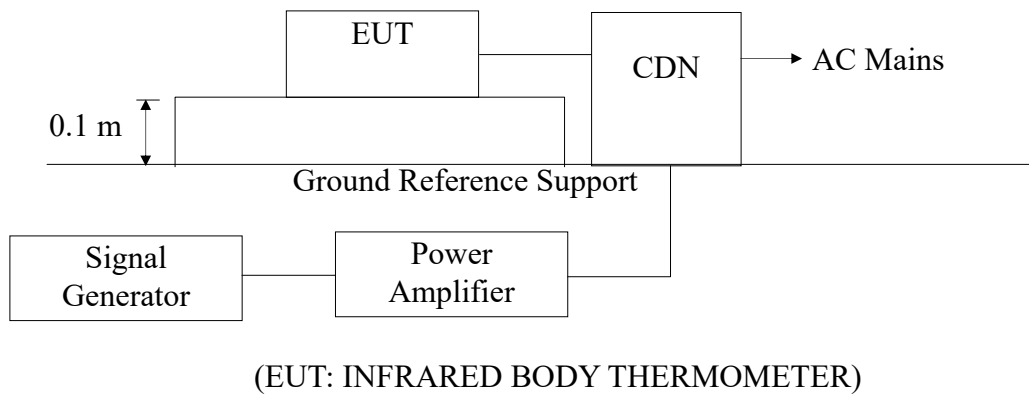 EUT
CDN
AC Mains
0.1 m
Ground Reference Support
Signal
Generator
Power
Amplifier
(EUT: INFRARED BODY THERMOMETER)